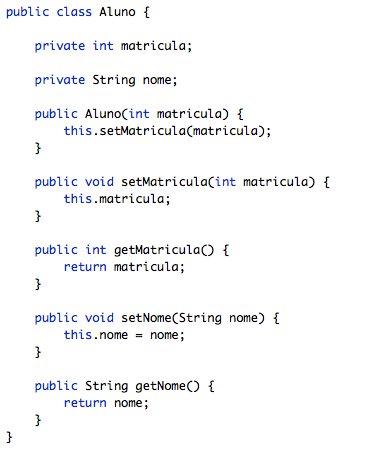 public class Aluno {
private int matricula;
private String nome;
public Aluno(int matricula) {
this.setMatricula(matricula);
}
public void setMatricula(int matricula) {
this.matricula;
}
public int getMatricula() {
return matricula;
}
public void setNome(String nome) {
this.nome = nome;
}
public String getNome() {
return nome;
}
}